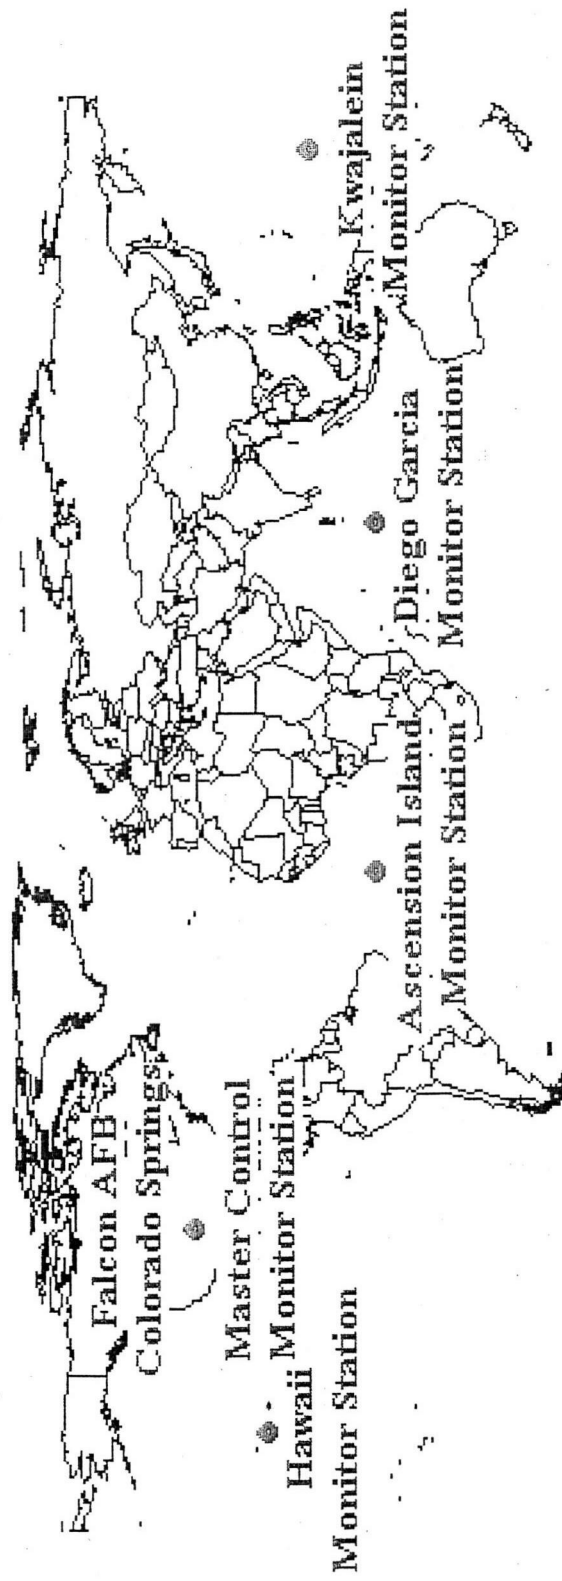 Falcon AFB
Colorado Springs
Master Control
Monitor Station
Hawaii
Monitor Station
Ascension Island
Monitor Station
Diego Garcia
Monitor Station
Kwajalein
Monitor Station